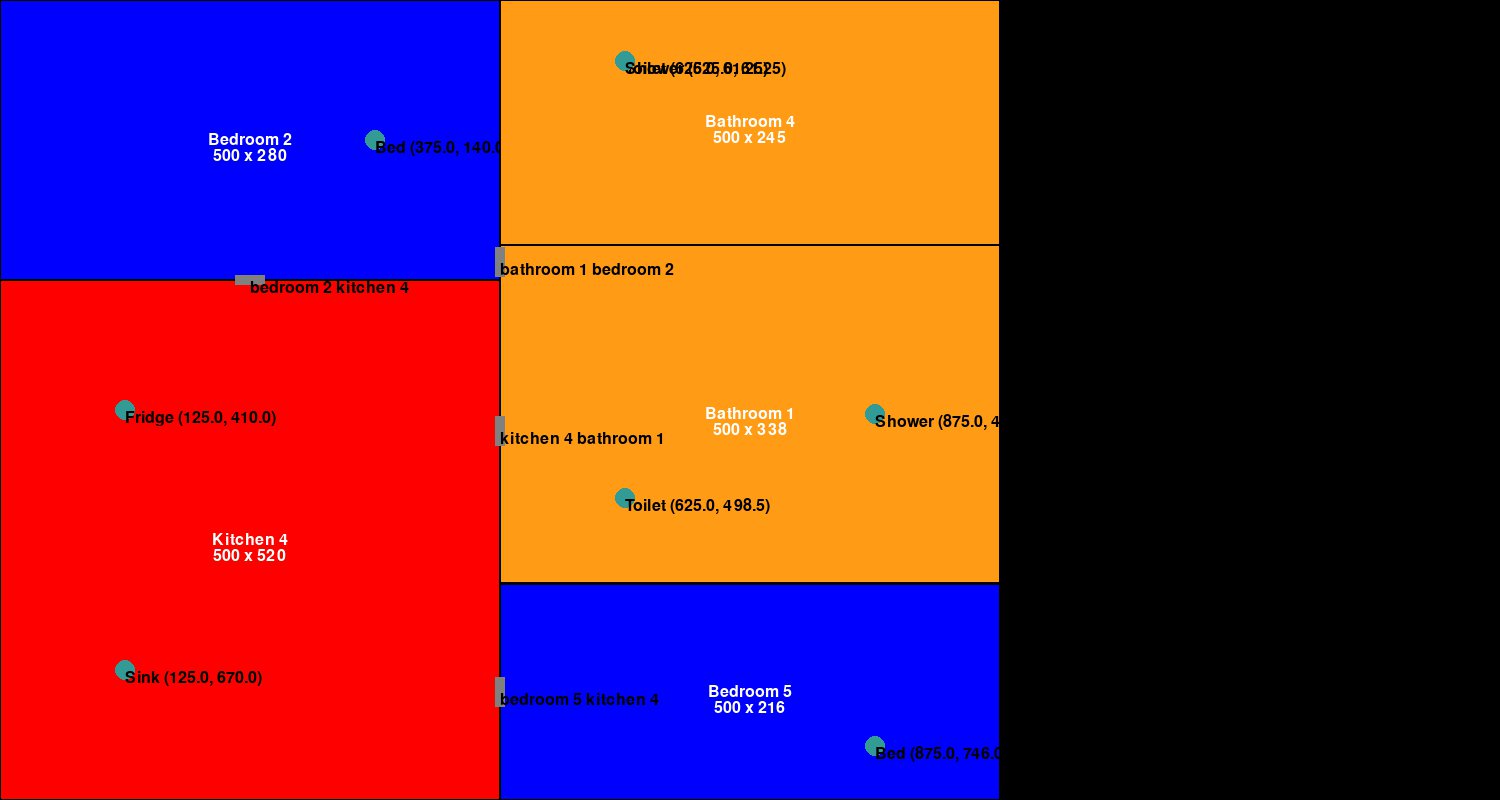 Bedroom 2
500 x 280
Bed (375.0, 140.0
Bathroom 4
500 x 245
bathroom 1 bedroom 2
bedroom 2 kitchen 4
Fridge (125.0, 410.0)
kitchen 4 bathroom 1
Bathroom 1
500 x 338
Shower (875.0, 4
Toilet (625.0, 498.5)
Kitchen 4
500 x 520
Sink (125.0, 670.0)
bedroom 5 kitchen 4
Bedroom 5
500 x 216
Bed (875.0, 746.0